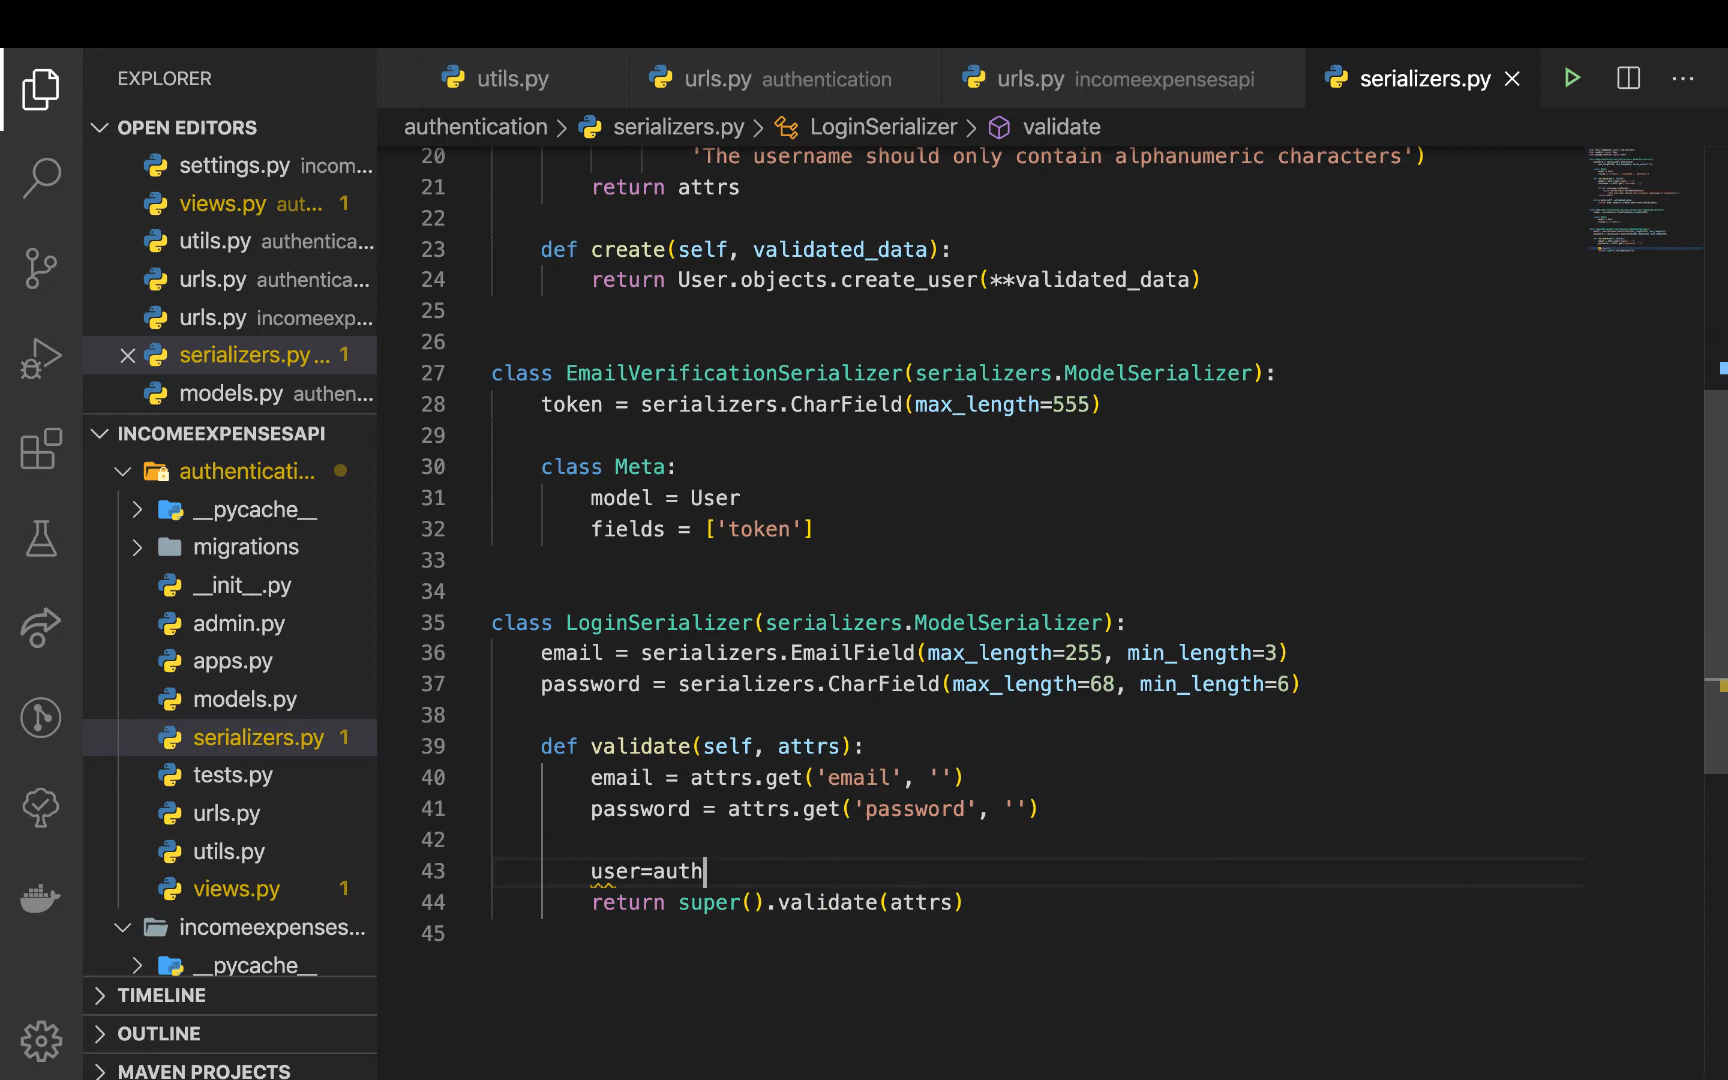 EXPLORER
utils.py
urls.py authentication
urls.py incomeexpensesapi
serializers.py
OPEN EDITORS
settings.py incom...
views.py aut... 1
utils.py authentica...
urls.py authentica...
urls.py incomeexp...
serializers.py... 1
models.py authen...
INCOMEEXPENSESAPI
authenticati...
__pycache__
migrations
__init__.py
admin.py
apps.py
models.py
serializers.py 1
tests.py
urls.py
utils.py
views.py 1
incomeexpenses...
__pycache__
TIMELINE
OUTLINE
MAVEN PROJECTS
authentication > serializers.py > LoginSerializer > validate
20 'The username should only contain alphanumeric characters')
21 return attrs
22
23 def create(self, validated_data):
24 return User.objects.create_user(**validated_data)
25
26
27 class EmailVerificationSerializer(serializers.ModelSerializer):
28 token = serializers.CharField(max_length=555)
29
30 class Meta:
31 model = User
32 fields = ['token']
33
34
35 class LoginSerializer(serializers.ModelSerializer):
36 email = serializers.EmailField(max_length=255, min_length=3)
37 password = serializers.CharField(max_length=68, min_length=6)
38
39 def validate(self, attrs):
40 email = attrs.get('email', '')
41 password = attrs.get('password', '')
42
43 user=auth
44 return super().validate(attrs)
45